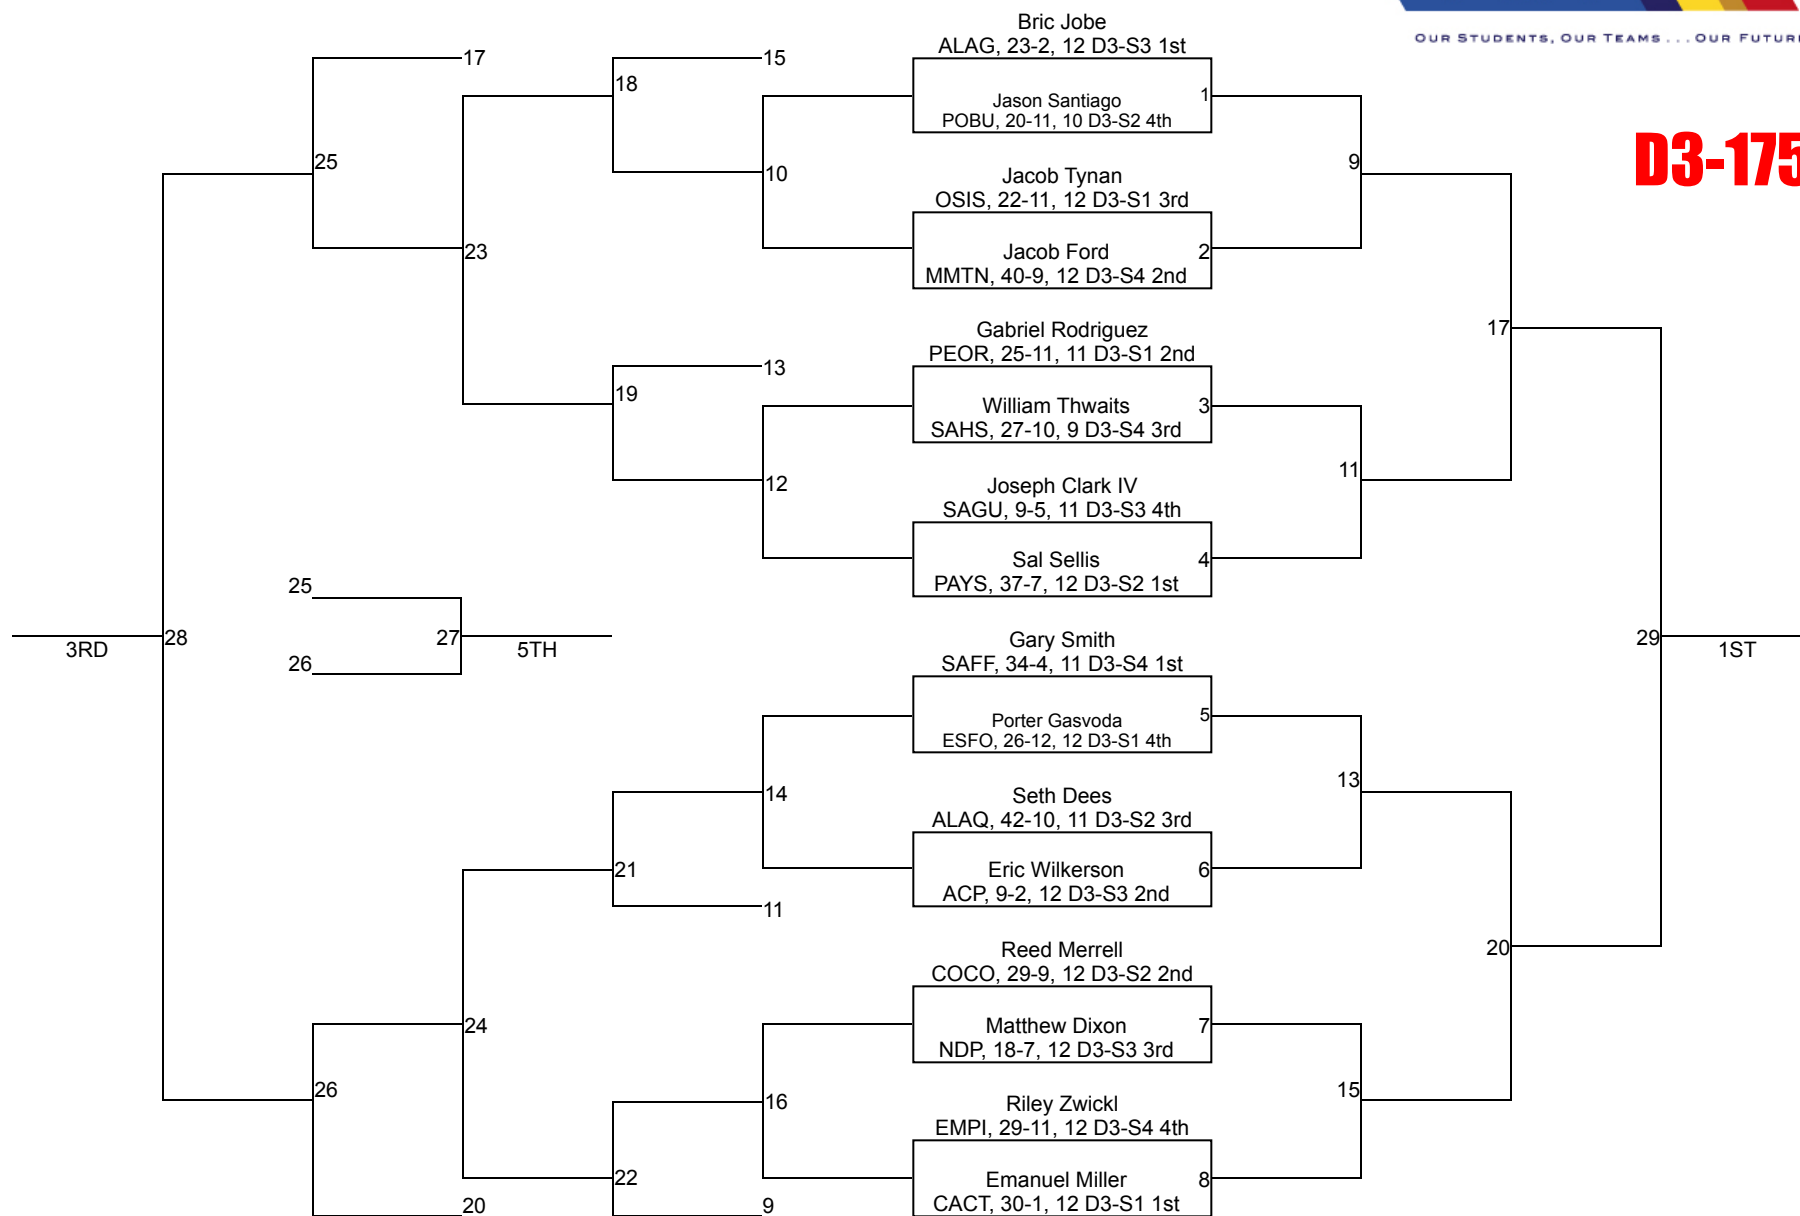 OUR STUDENTS, OUR TEAMS . . . OUR FUTURE
D3-175
Bric Jobe
ALAG, 23-2, 12 D3-S3 1st
Jason Santiago
POBU, 20-11, 10 D3-S2 4th
1
Jacob Tynan
OSIS, 22-11, 12 D3-S1 3rd
Jacob Ford
MMTN, 40-9, 12 D3-S4 2nd
2
Gabriel Rodriguez
PEOR, 25-11, 11 D3-S1 2nd
William Thwaits
SAHS, 27-10, 9 D3-S4 3rd
3
Joseph Clark IV
SAGU, 9-5, 11 D3-S3 4th
Sal Sellis
PAYS, 37-7, 12 D3-S2 1st
4
Gary Smith
SAFF, 34-4, 11 D3-S4 1st
Porter Gasvoda
ESFO, 26-12, 12 D3-S1 4th
5
Seth Dees
ALAQ, 42-10, 11 D3-S2 3rd
Eric Wilkerson
ACP, 9-2, 12 D3-S3 2nd
6
Reed Merrell
COCO, 29-9, 12 D3-S2 2nd
Matthew Dixon
NDP, 18-7, 12 D3-S3 3rd
7
Riley Zwickl
EMPI, 29-11, 12 D3-S4 4th
Emanuel Miller
CACT, 30-1, 12 D3-S1 1st
8
9
11
13
15
17
20
29
1ST
15
10
13
12
14
11
16
9
18
19
21
22
17
23
24
20
25
26
25
26
27
5TH
28
3RD